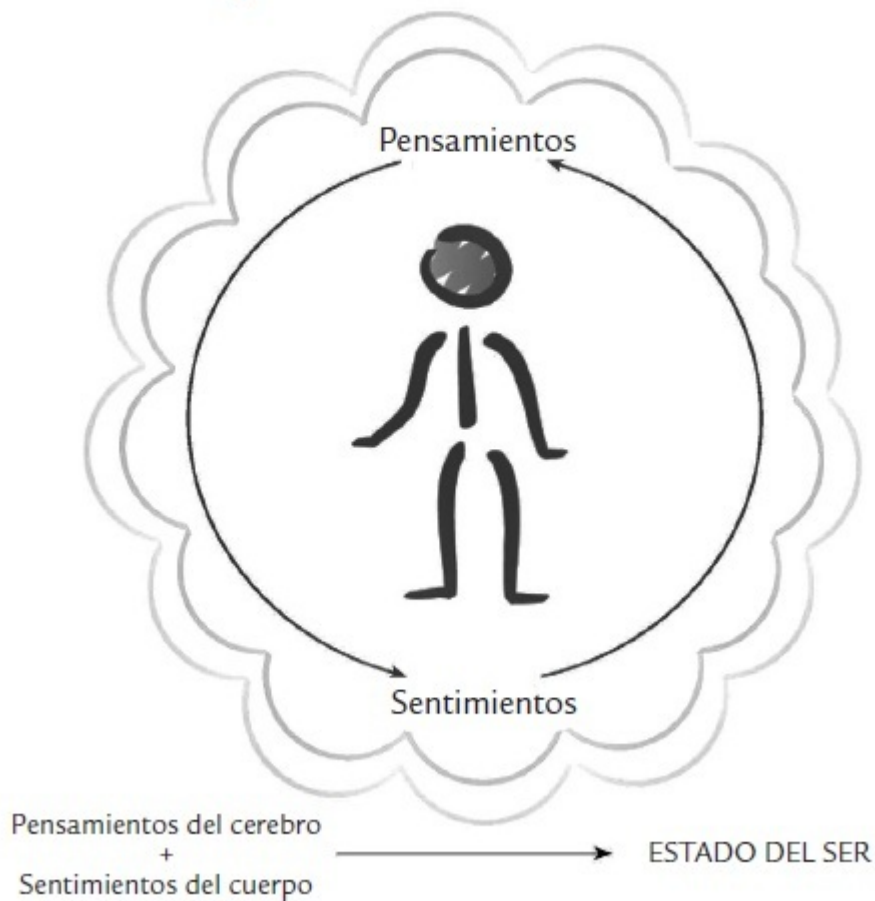 Pensamientos
Sentimientos
Pensamientos del cerebro
+
Sentimientos del cuerpo
ESTADO DEL SER